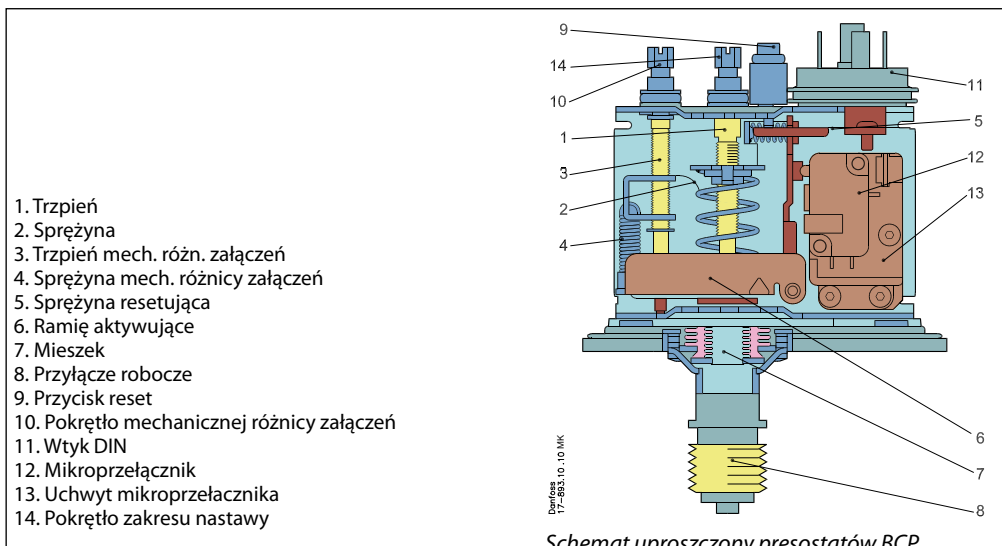 1. Trzpień
2. Sprężyna
3. Trzpień mech. różn. załączeń
4. Sprężyna mech. różnicy załączeń
5. Sprężyna resetująca
6. Ramię aktywujące
7. Mieszek
8. Przyłącze robocze
9. Przycisk reset
10. Pokrętło mechanicznej różnicy załączeń
11. Wtyk DIN
12. Mikroprzełącznik
13. Uchwyt mikroprzełacznika
14. Pokrętło zakresu nastawy
9
14
10
1
3
2
4
11
5
12
13
6
7
8
Danfoss
17-893.10 .10 MK
Schemat uproszczony presostatów BCP